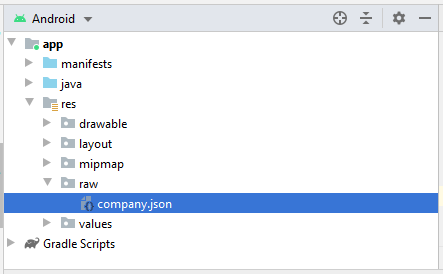 Android
app
manifests
java
res
drawable
layout
mipmap
raw
company.json
values
Gradle Scripts